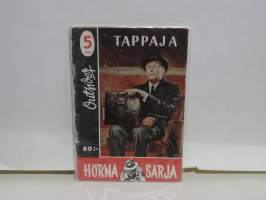 5
TAPPAJA
Outsider
80:-
HORNA SARJA